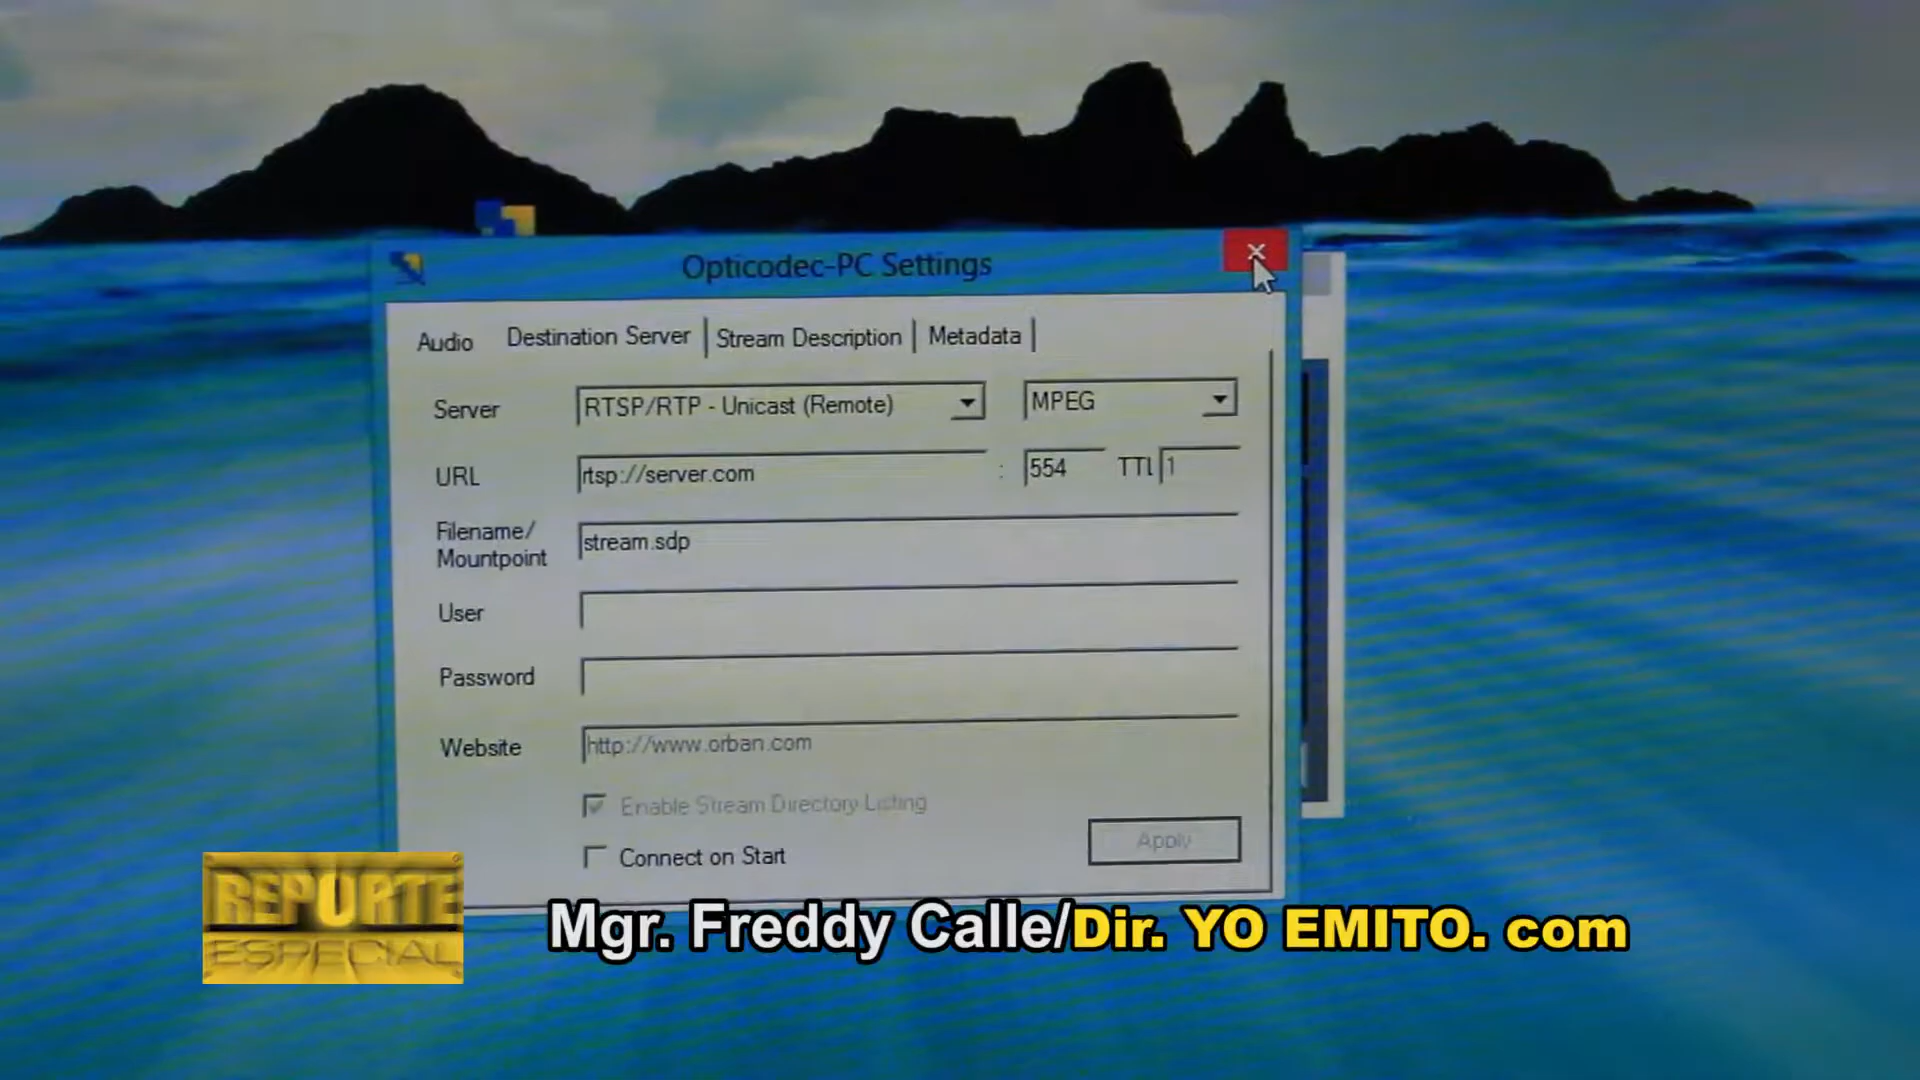 Opticodec-PC Settings
Audio
Destination Server
Stream Description
Metadata
Server
RTSP/RTP - Unicast (Remote)
MPEG
URL
rtsp://server.com
:
554
TTL
1
Filename/
Mountpoint
stream.sdp
User
Password
Website
http://www.orban.com
Enable Stream Directory Listing
Connect on Start
Apply
REPORTE
ESPECIAL
Mgr. Freddy Calle/Dir. YO EMITO. com